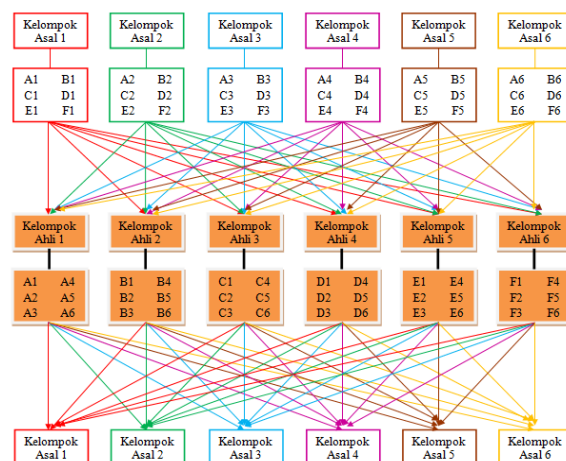 Kelompok
Asal 1
Kelompok
Asal 2
Kelompok
Asal 3
Kelompok
Asal 4
Kelompok
Asal 5
Kelompok
Asal 6
A1 B1
C1 D1
E1 F1
A2 B2
C2 D2
E2 F2
A3 B3
C3 D3
E3 F3
A4 B4
C4 D4
E4 F4
A5 B5
C5 D5
E5 F5
A6 B6
C6 D6
E6 F6
Kelompok
Ahli 1
Kelompok
Ahli 2
Kelompok
Ahli 3
Kelompok
Ahli 4
Kelompok
Ahli 5
Kelompok
Ahli 6
A1 A4
A2 A5
A3 A6
B1 B4
B2 B5
B3 B6
C1 C4
C2 C5
C3 C6
D1 D4
D2 D5
D3 D6
E1 E4
E2 E5
E3 E6
F1 F4
F2 F5
F3 F6
Kelompok
Asal 1
Kelompok
Asal 2
Kelompok
Asal 3
Kelompok
Asal 4
Kelompok
Asal 5
Kelompok
Asal 6